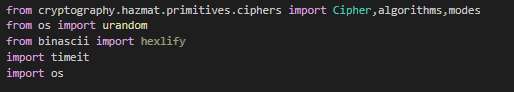 from cryptography.hazmat.primitives.ciphers import Cipher,algorithms,modes
from os import urandom
from binascii import hexlify
import timeit
import os